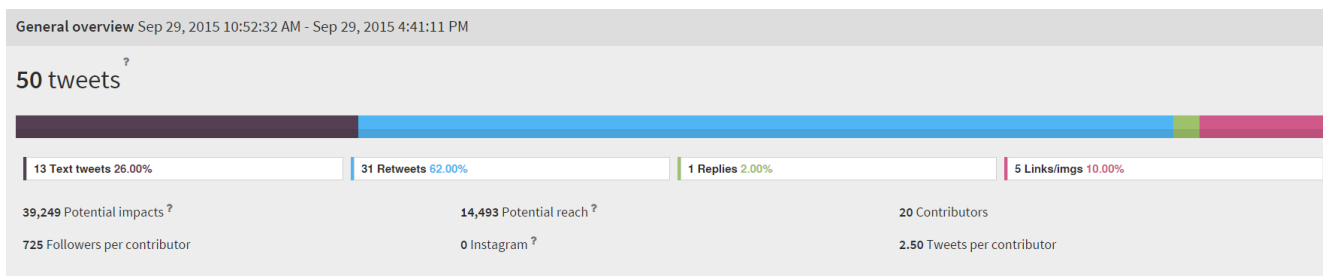 General overview Sep 29, 2015 10:52:32 AM - Sep 29, 2015 4:41:11 PM
50 tweets ?
13 Text tweets 26.00% 31 Retweets 62.00% 1 Replies 2.00% 5 Links/imgs 10.00%
39,249 Potential impacts ? 14,493 Potential reach ? 20 Contributors
725 Followers per contributor 0 Instagram ? 2.50 Tweets per contributor